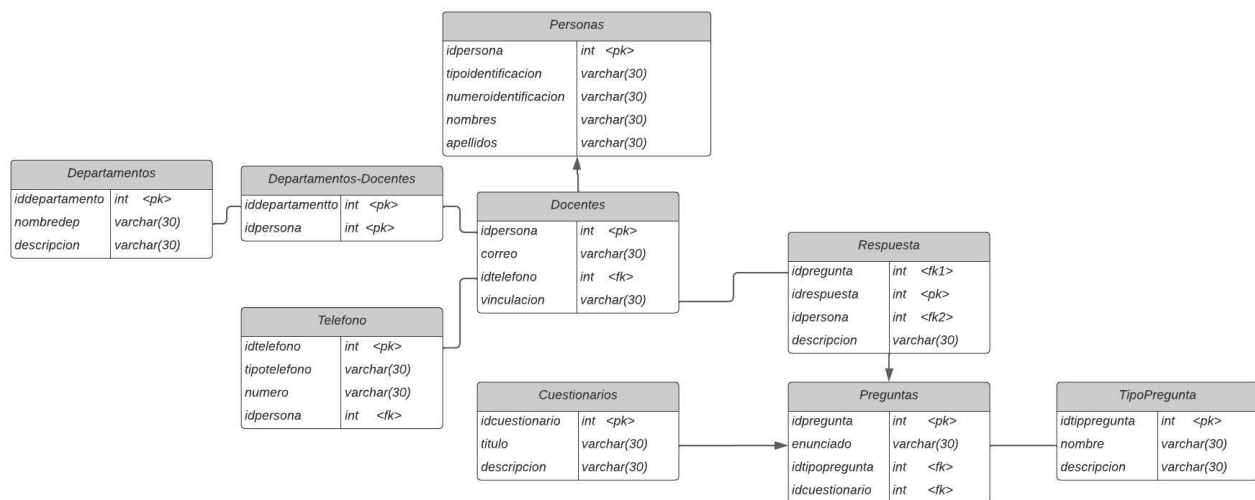 Personas
idpersona int <pk>
tipoidentificacion varchar(30)
numeroidentificacion varchar(30)
nombres varchar(30)
apellidos varchar(30)
Departamentos
iddepartamento int <pk>
nombredep varchar(30)
descripcion varchar(30)
Departamentos-Docentes
iddepartamentto int <pk>
idpersona int <pk>
Docentes
idpersona int <pk>
correo varchar(30)
idtelefono int <fk>
vinculacion varchar(30)
Respuesta
idpregunta int <fk1>
idrespuesta int <pk>
idpersona int <fk2>
descripcion varchar(30)
Telefono
idtelefono int <pk>
tipotelefono varchar(30)
numero varchar(30)
idpersona int <fk>
Cuestionarios
idcuestionario int <pk>
titulo varchar(30)
descripcion varchar(30)
Preguntas
idpregunta int <pk>
enunciado varchar(30)
idtipopregunta int <fk>
idcuestionario int <fk>
TipoPregunta
idtippregunta int <pk>
nombre varchar(30)
descripcion varchar(30)